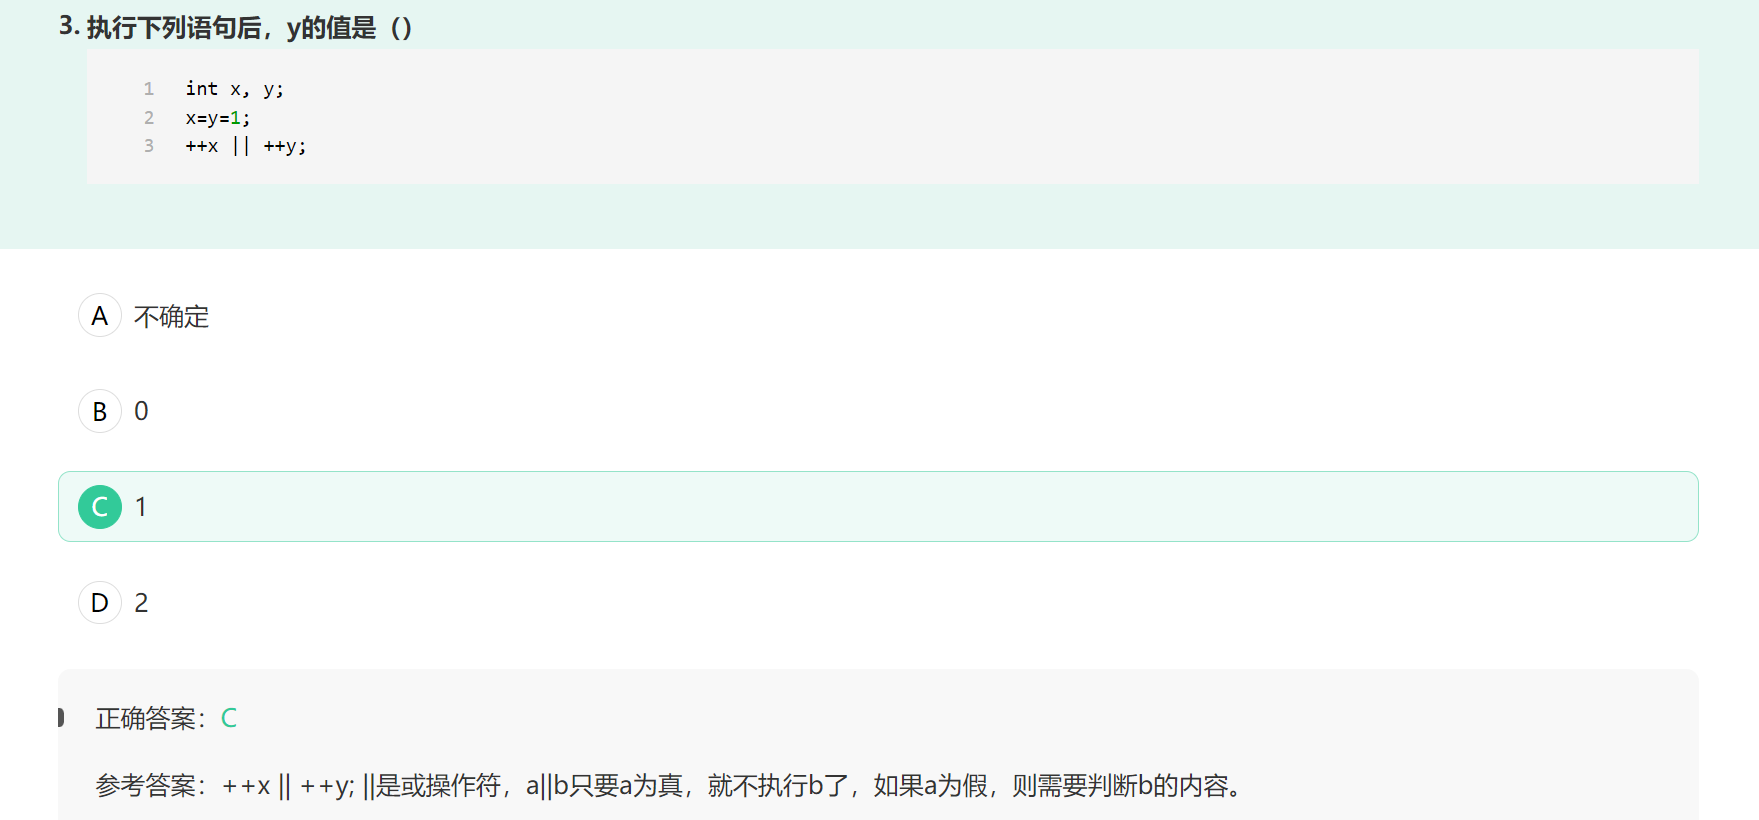 3. 执行下列语句后，y的值是（）
1 int x, y;
2 x=y=1;
3 ++x || ++y;
A 不确定
B 0
C 1
D 2
正确答案：C
参考答案：++x || ++y; ||是或操作符，a||b只要a为真，就不执行b了，如果a为假，则需要判断b的内容。